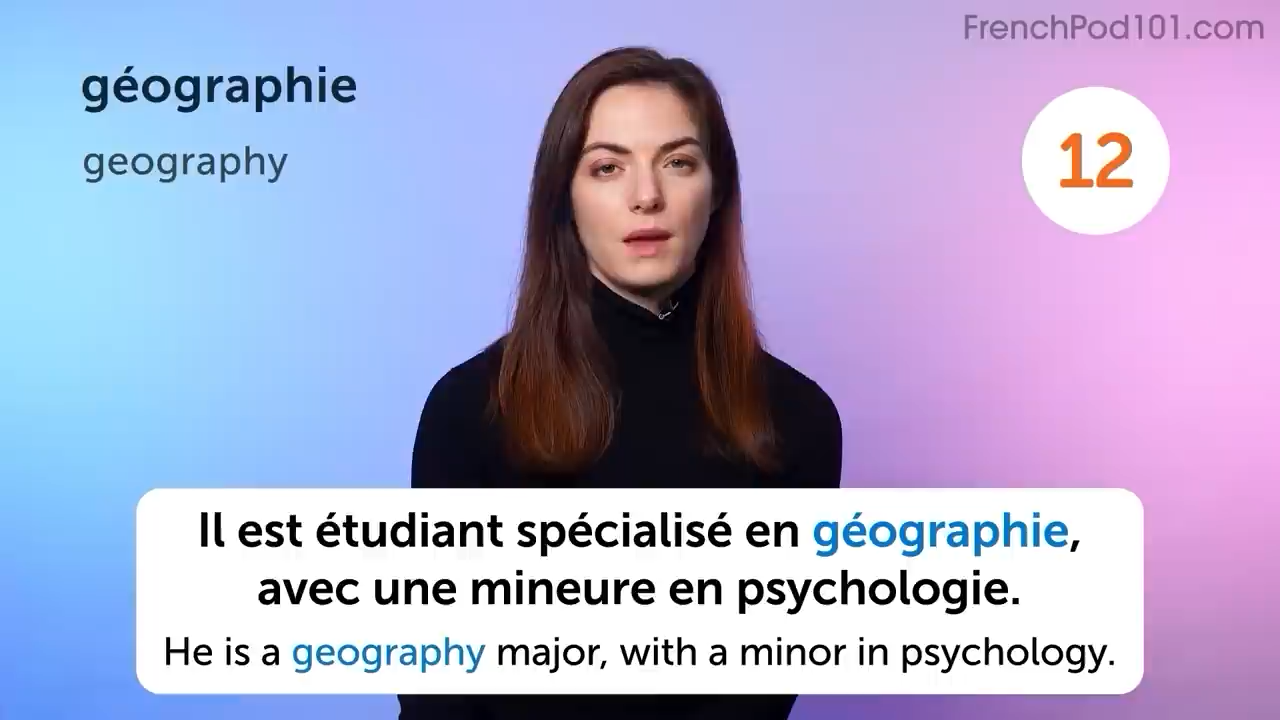 FrenchPod101.com
géographie
geography
12
Il est étudiant spécialisé en géographie,
avec une mineure en psychologie.
He is a geography major, with a minor in psychology.